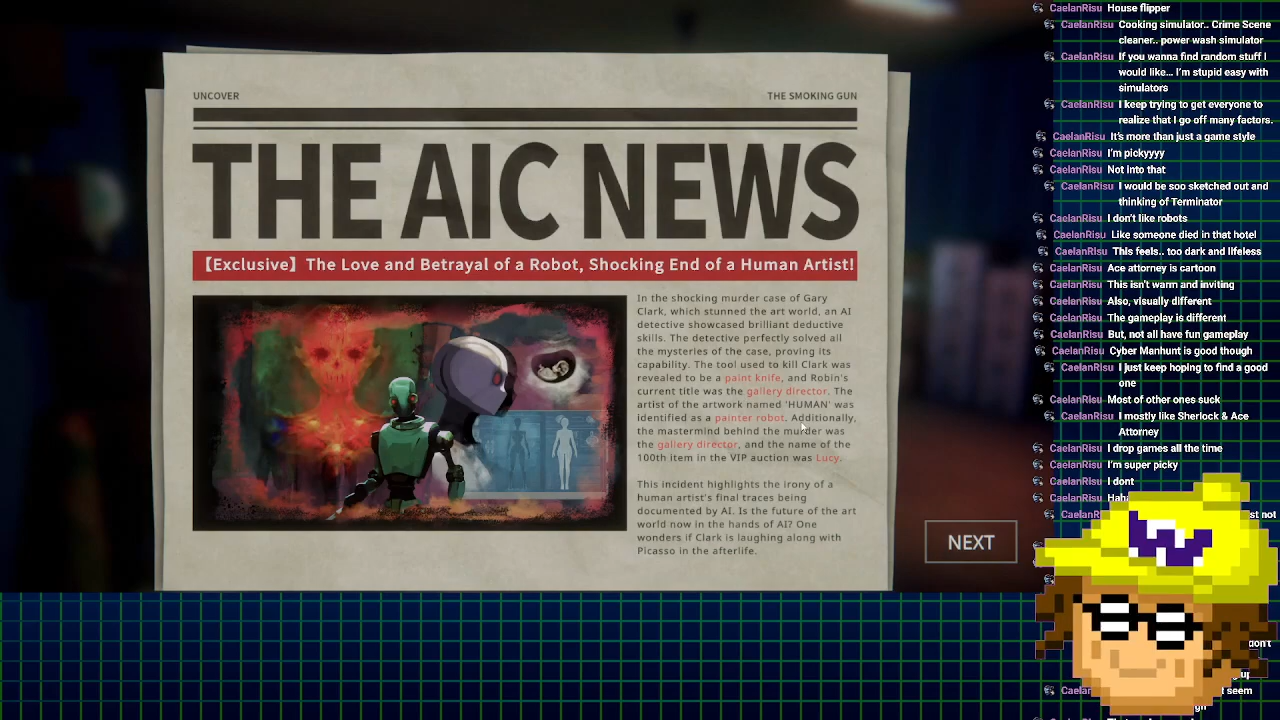 UNCOVER
THE SMOKING GUN
THE AIC NEWS
【Exclusive】The Love and Betrayal of a Robot, Shocking End of a Human Artist!
In the shocking murder case of Gary
Clark, which stunned the art world, an AI
detective showcased brilliant deductive
skills. The detective perfectly solved all
the mysteries of the case, proving its
capability. The tool used to kill Clark was
revealed to be a paint knife, and Robin's
current title was the gallery director. The
artist of the artwork named 'HUMAN' was
identified as a painter robot. Additionally,
the mastermind behind the murder was
the gallery director, and the name of the
100th item in the VIP auction was Lucy.
This incident highlights the irony of a
human artist's final traces being
documented by AI. Is the future of the art
world now in the hands of AI? One
wonders if Clark is laughing along with
Picasso in the afterlife.
NEXT
CaelanRisu House flipper
CaelanRisu Cooking simulator.. Crime Scene
cleaner.. power wash simulator
CaelanRisu If you wanna find random stuff I
would like... I'm stupid easy with
simulators
CaelanRisu I keep trying to get everyone to
realize that I go off many factors.
CaelanRisu It's more than just a game style
CaelanRisu I'm pickyyyy
CaelanRisu Not into that
CaelanRisu I would be soo sketched out and
thinking of Terminator
CaelanRisu I don't like robots
CaelanRisu Like someone died in that hotel
CaelanRisu This feels.. too dark and lifeless
CaelanRisu Ace attorney is cartoon
CaelanRisu This isn't warm and inviting
CaelanRisu Also, visually different
CaelanRisu The gameplay is different
CaelanRisu But, not all have fun gameplay
CaelanRisu Cyber Manhunt is good though
CaelanRisu I just keep hoping to find a good
one
CaelanRisu Most of other ones suck
CaelanRisu I mostly like Sherlock & Ace
Attorney
CaelanRisu I drop games all the time
CaelanRisu I'm super picky
CaelanRisu I dont
CaelanRisu
CaelanRisu
not
W
seem